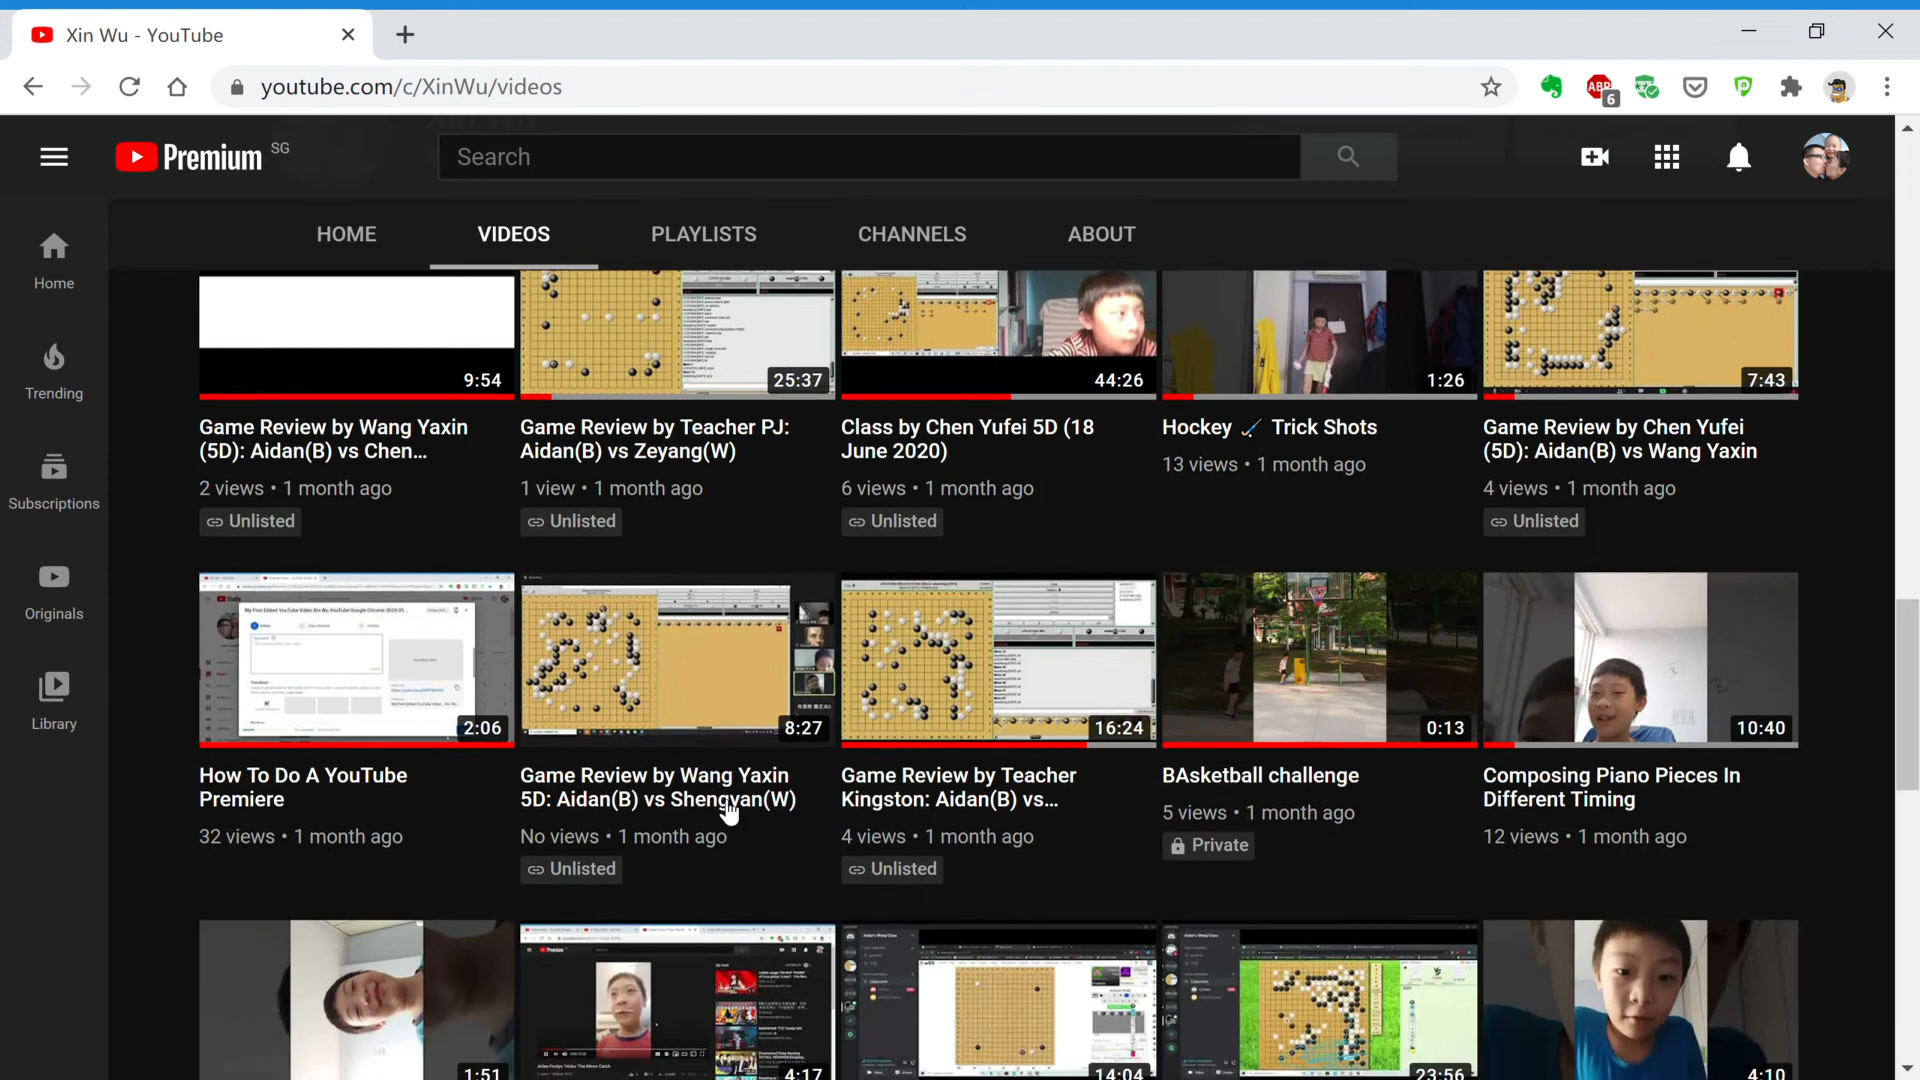 Xin Wu - YouTube
youtube.com/c/XinWu/videos
ABP
6
Premium SG
Search
HOME
VIDEOS
PLAYLISTS
CHANNELS
ABOUT
Home
Trending
Subscriptions
Originals
Library
9:54
25:37
44:26
1:26
7:43
Game Review by Wang Yaxin
(5D): Aidan(B) vs Chen...
2 views • 1 month ago
Unlisted
Game Review by Teacher PJ:
Aidan(B) vs Zeyang(W)
1 view • 1 month ago
Unlisted
Class by Chen Yufei 5D (18
June 2020)
6 views • 1 month ago
Unlisted
Hockey 🏑 Trick Shots
13 views • 1 month ago
Game Review by Chen Yufei
(5D): Aidan(B) vs Wang Yaxin
4 views • 1 month ago
Unlisted
2:06
8:27
16:24
0:13
10:40
How To Do A YouTube
Premiere
32 views • 1 month ago
Game Review by Wang Yaxin
5D: Aidan(B) vs Shengyan(W)
No views • 1 month ago
Unlisted
Game Review by Teacher
Kingston: Aidan(B) vs...
4 views • 1 month ago
Unlisted
BAsketball challenge
5 views • 1 month ago
Private
Composing Piano Pieces In
Different Timing
12 views • 1 month ago
1:51
4:17
14:04
23:56
4:10